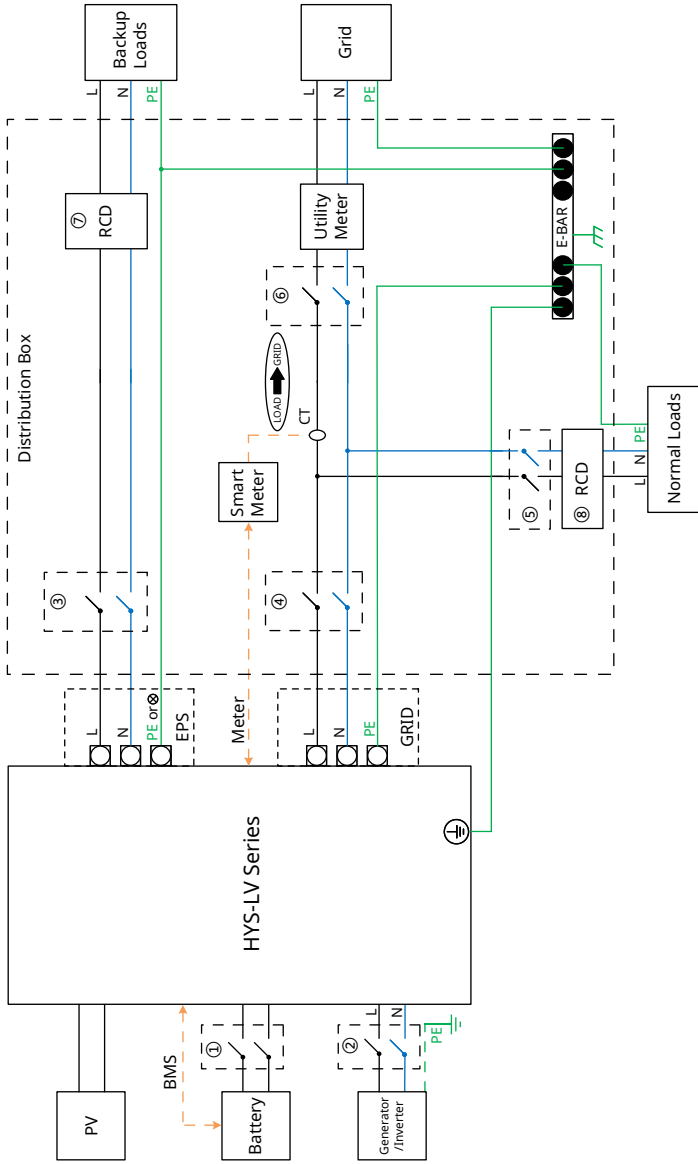 PV
BMS
Battery
①
Generator
/Inverter
②
L
N
PE
HYS-LV Series
L
N
PE or⊗
EPS
Meter
L
N
PE
GRID
Distribution Box
③
⑦
RCD
L
N
PE
Backup
Loads
Smart
Meter
④
CT
LOAD
GRID
⑥
Utility
Meter
L
N
PE
Grid
⑤
⑧
RCD
E-BAR
L
N
PE
Normal Loads